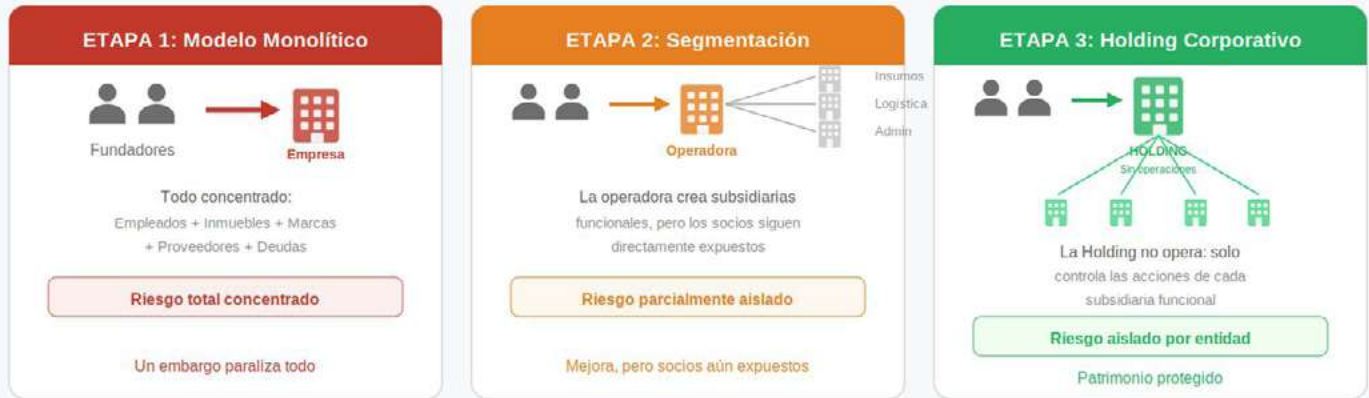 ETAPA 1: Modelo Monolítico
Fundadores
Empresa
Todo concentrado:
Empleados + Inmuebles + Marcas
+ Proveedores + Deudas
Riesgo total concentrado
Un embargo paraliza todo
ETAPA 2: Segmentación
Insumos
Logística
Admin
Operadora
La operadora crea subsidiarias
funcionales, pero los socios siguen
directamente expuestos
Riesgo parcialmente aislado
Mejora, pero socios aún expuestos
ETAPA 3: Holding Corporativo
HOLDING
Sin operaciones
La Holding no opera: solo
controla las acciones de cada
subsidiaria funcional
Riesgo aislado por entidad
Patrimonio protegido